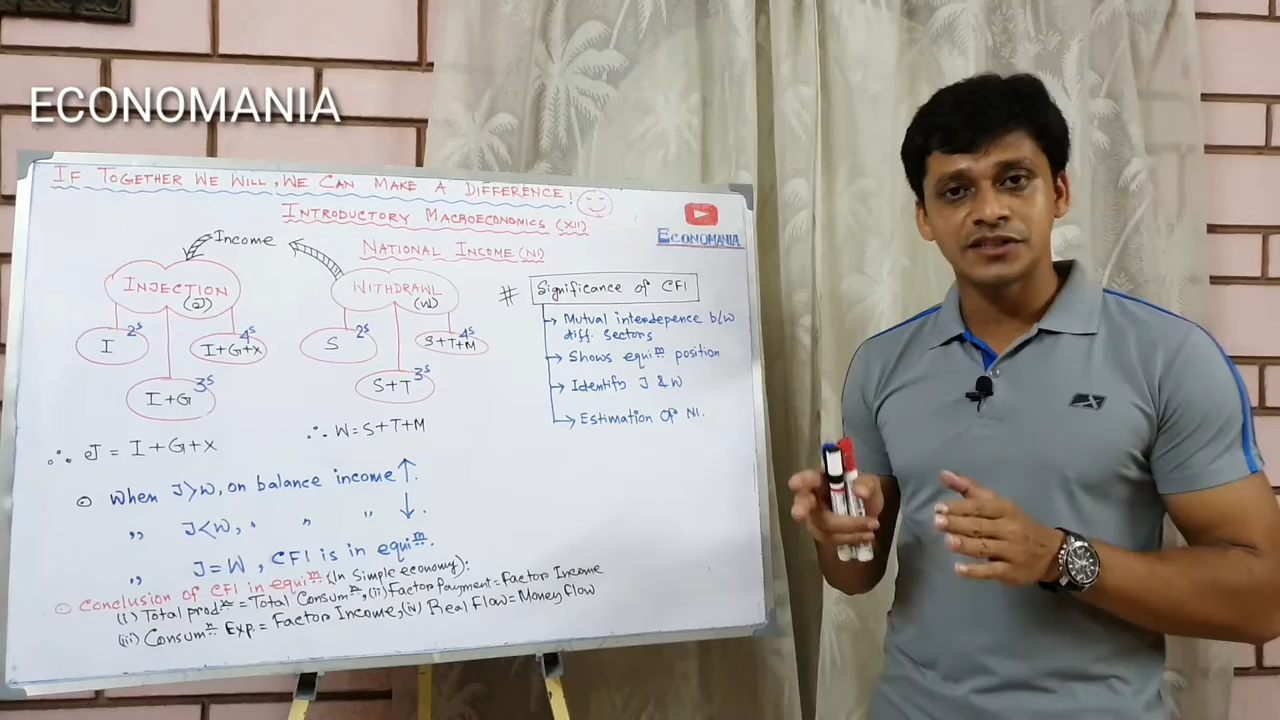 ECONOMANIA
IF TOGETHER WE WILL, WE CAN MAKE A DIFFERENCE!
INTRODUCTORY MACROECONOMICS (XII)
ECONOMANIA
NATIONAL INCOME (NI)
Income
INJECTION
(J)
2s
I
4s
I+G+X
3s
I+G
∴ J = I+G+X
WITHDRAWL
(W)
2s
S
4s
S+T+M
3s
S+T
∴ W=S+T+M
# Significance of CFI
Mutual interdepence b/w
diff. sectors
Shows equim position
Identify J & W
Estimation of NI.
When J>W, on balance income ↑.
,, J<W, " " " ↓.
,, J=W, CFI is in equim.
Conclusion of CFI in equim (In Simple economy):
(i) Total prodn = Total Consumn, (ii) Factor Payment = Factor Income
(iii) Consumn Exp. = Factor Income, (iv) Real Flow = Money flow